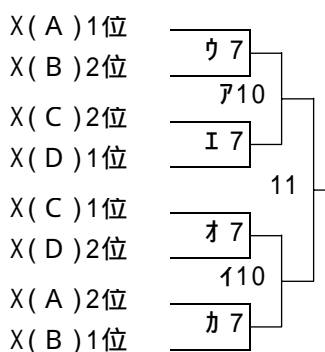 X(A)1位
ウ 7
X(B)2位
ア10
X(C)2位
エ 7
X(D)1位
11
X(C)1位
オ 7
X(D)2位
イ10
X(A)2位
カ 7
X(B)1位